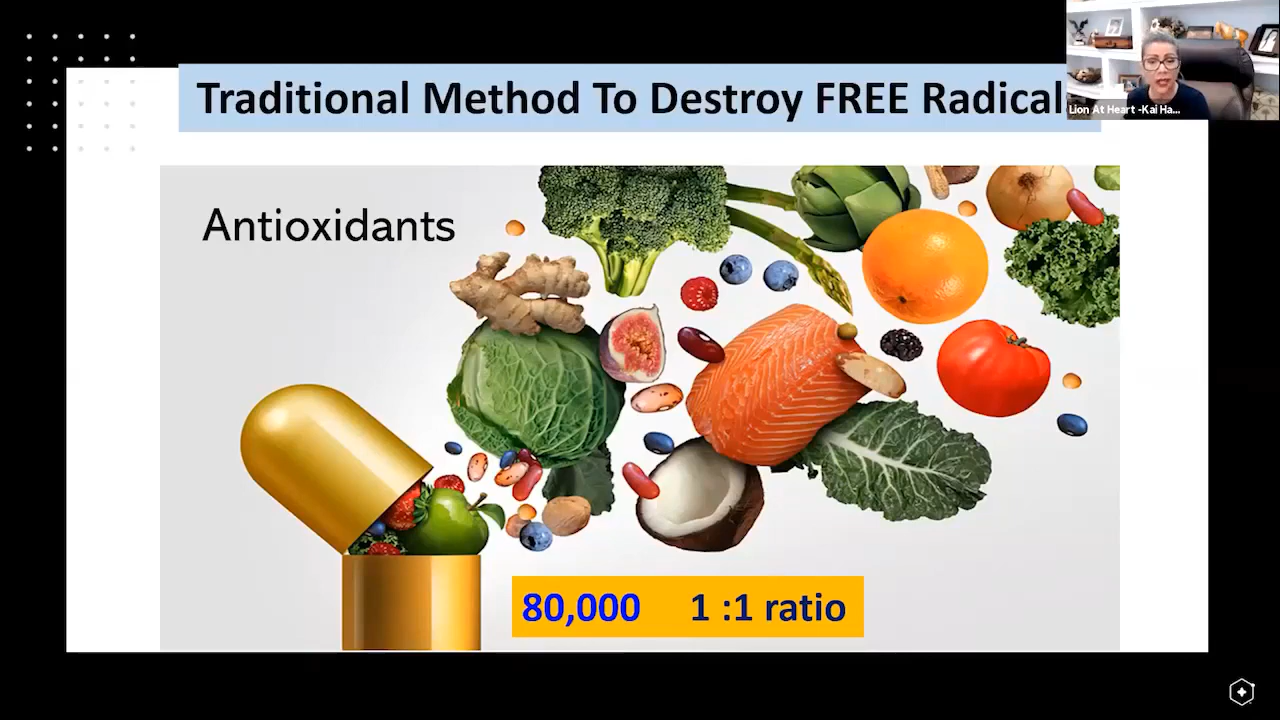 Traditional Method To Destroy FREE Radical
Lion At Heart -Kai Ha...
Antioxidants
80,000 1 :1 ratio